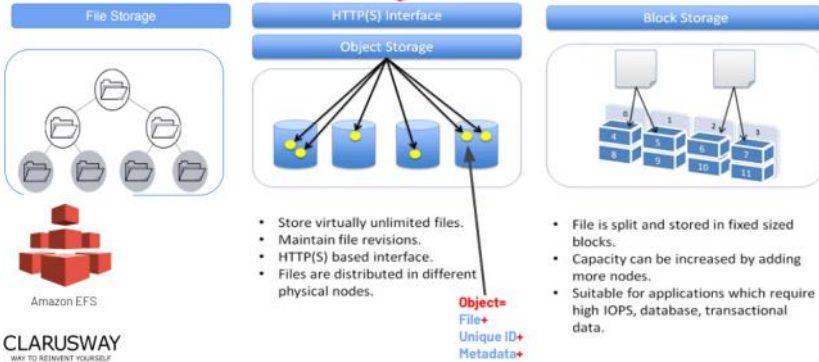 File Storage
Amazon EFS
CLARUSWAY
WAY TO REINVENT YOURSELF
HTTP(S) Interface
Object Storage
• Store virtually unlimited files.
• Maintain file revisions.
• HTTP(S) based interface.
• Files are distributed in different
physical nodes.
Object=
File+
Unique ID+
Metadata+
Block Storage
0 1 2 3
4 5 6 7
8 9 10 11
• File is split and stored in fixed sized
blocks.
• Capacity can be increased by adding
more nodes.
• Suitable for applications which require
high IOPS, database, transactional
data.